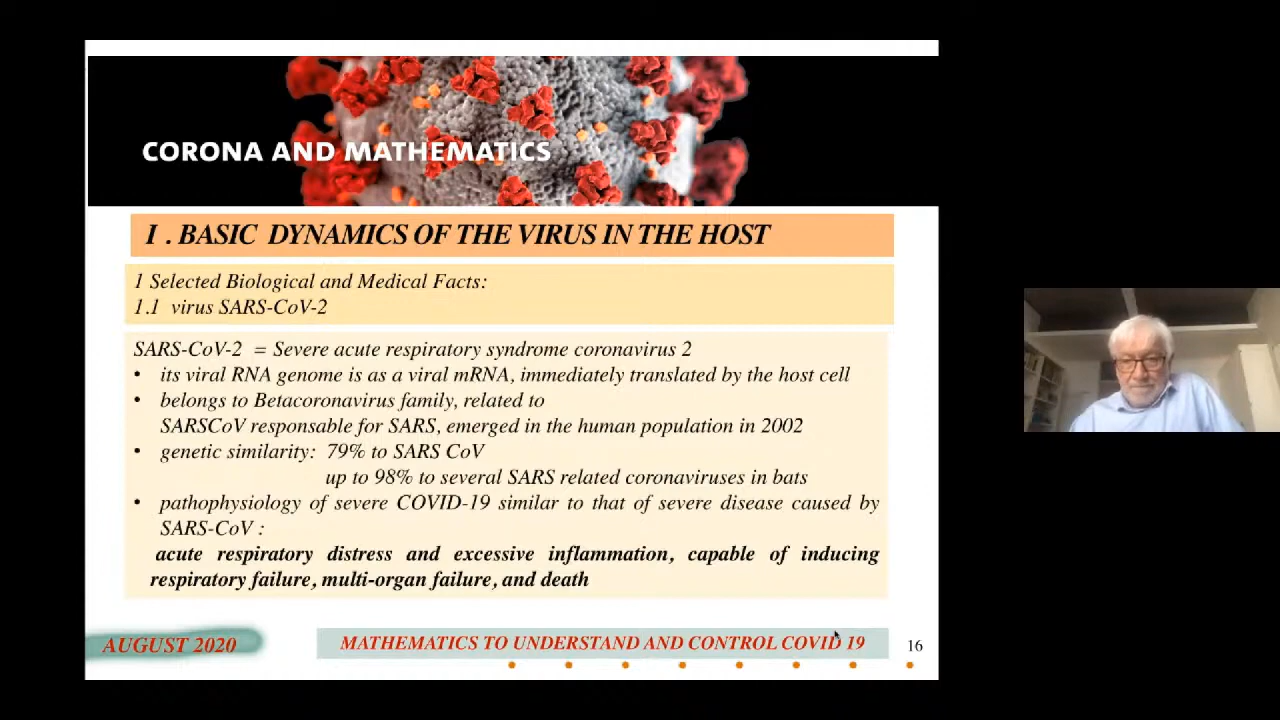 CORONA AND MATHEMATICS
I . BASIC DYNAMICS OF THE VIRUS IN THE HOST
1 Selected Biological and Medical Facts:
1.1 virus SARS-CoV-2
SARS-CoV-2 = Severe acute respiratory syndrome coronavirus 2
• its viral RNA genome is as a viral mRNA, immediately translated by the host cell
• belongs to Betacoronavirus family, related to
SARSCoV responsable for SARS, emerged in the human population in 2002
• genetic similarity: 79% to SARS CoV
up to 98% to several SARS related coronaviruses in bats
• pathophysiology of severe COVID-19 similar to that of severe disease caused by
SARS-CoV :
acute respiratory distress and excessive inflammation, capable of inducing
respiratory failure, multi-organ failure, and death
AUGUST 2020
MATHEMATICS TO UNDERSTAND AND CONTROL COVID 19
16